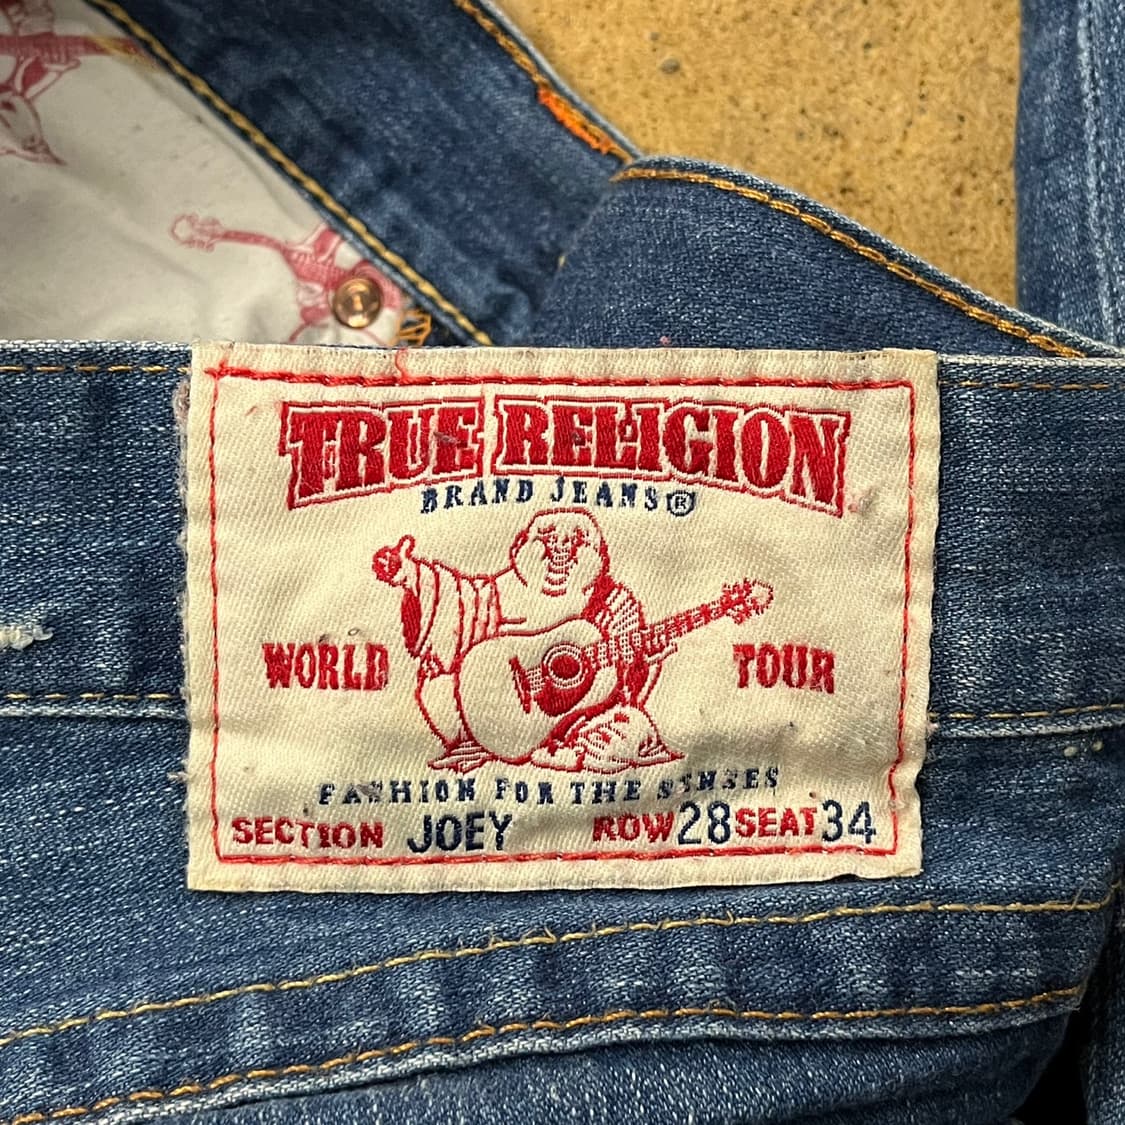 TRUE RELIGION
BRAND JEANS®
WORLD TOUR
FASHION FOR THE SENSES
SECTION JOEY ROW 28 SEAT 34